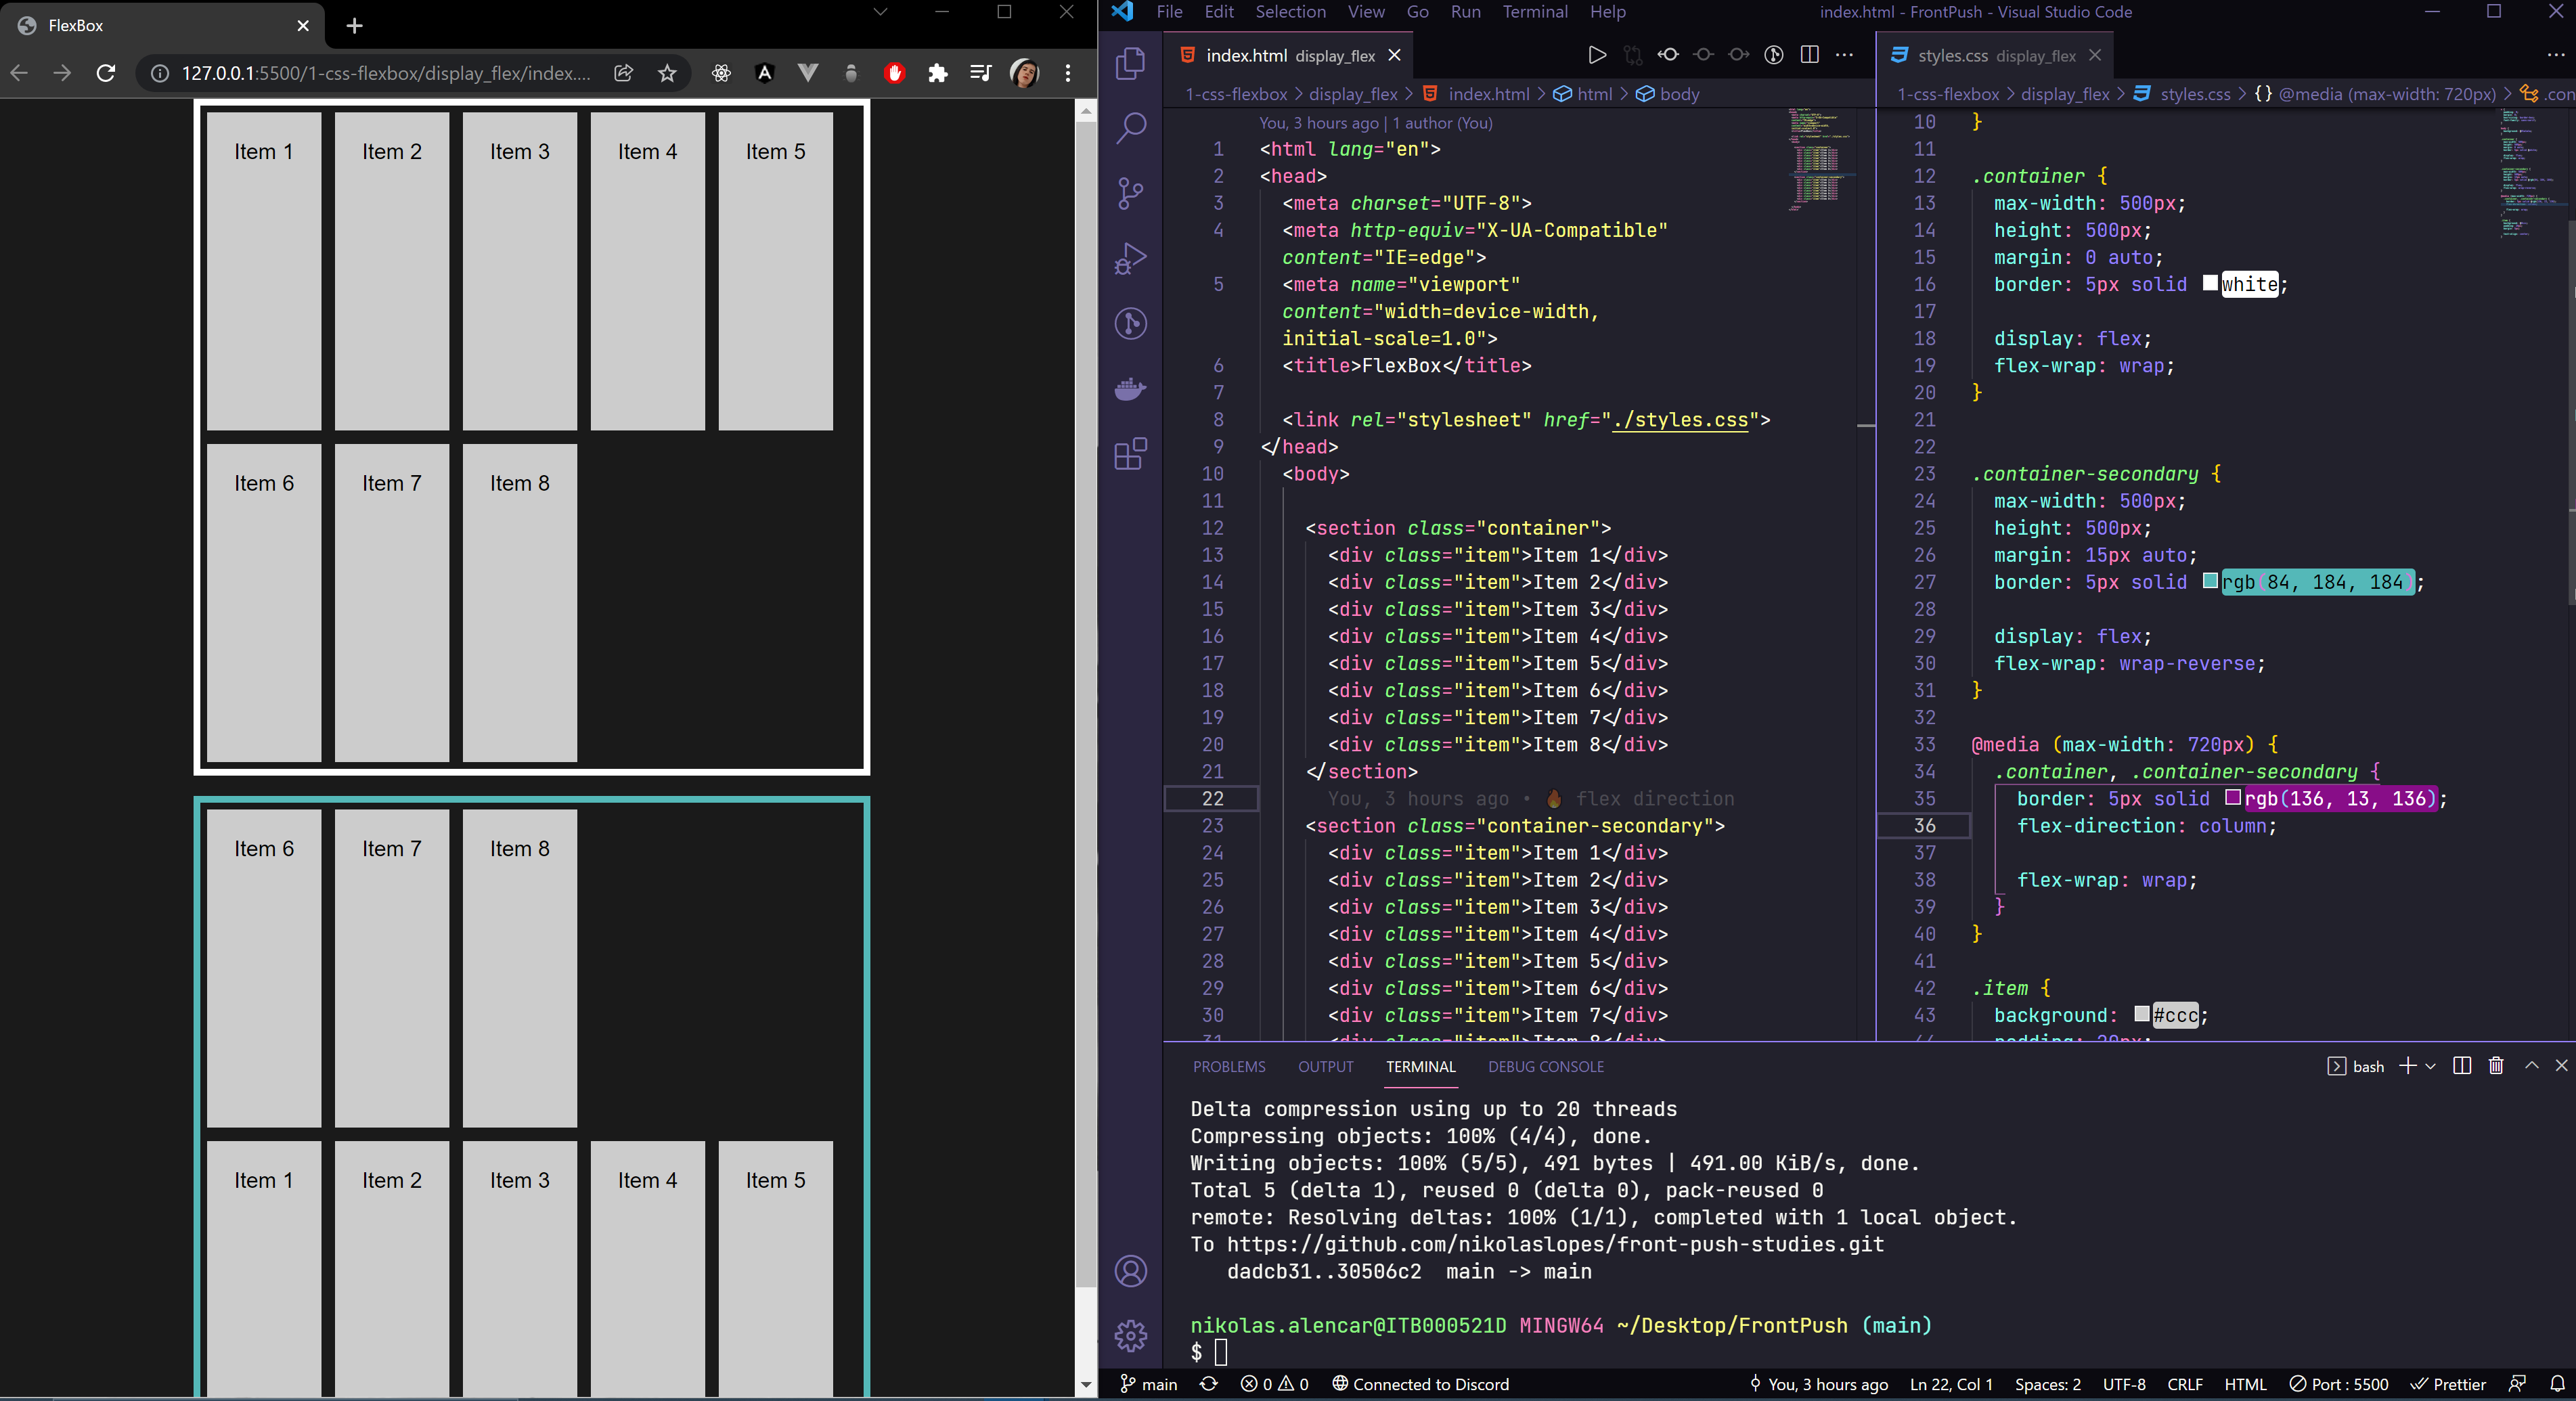 FlexBox
127.0.0.1:5500/1-css-flexbox/display_flex/index....
Item 1
Item 2
Item 3
Item 4
Item 5
Item 6
Item 7
Item 8
Item 6
Item 7
Item 8
Item 1
Item 2
Item 3
Item 4
Item 5
File Edit Selection View Go Run Terminal Help
index.html - FrontPush - Visual Studio Code
index.html display_flex
1-css-flexbox > display_flex > index.html > html > body
You, 3 hours ago | 1 author (You)
1 <html lang="en">
2 <head>
3 <meta charset="UTF-8">
4 <meta http-equiv="X-UA-Compatible"
content="IE=edge">
5 <meta name="viewport"
content="width=device-width,
initial-scale=1.0">
6 <title>FlexBox</title>
7
8 <link rel="stylesheet" href="./styles.css">
9 </head>
10 <body>
11
12 <section class="container">
13 <div class="item">Item 1</div>
14 <div class="item">Item 2</div>
15 <div class="item">Item 3</div>
16 <div class="item">Item 4</div>
17 <div class="item">Item 5</div>
18 <div class="item">Item 6</div>
19 <div class="item">Item 7</div>
20 <div class="item">Item 8</div>
21 </section>
22 You, 3 hours ago • 🔥 flex direction
23 <section class="container-secondary">
24 <div class="item">Item 1</div>
25 <div class="item">Item 2</div>
26 <div class="item">Item 3</div>
27 <div class="item">Item 4</div>
28 <div class="item">Item 5</div>
29 <div class="item">Item 6</div>
30 <div class="item">Item 7</div>
31 <div class="item">Item 8</div>
styles.css display_flex
1-css-flexbox > display_flex > styles.css > {} @media (max-width: 720px) > .con
10 }
11
12 .container {
13 max-width: 500px;
14 height: 500px;
15 margin: 0 auto;
16 border: 5px solid white;
17
18 display: flex;
19 flex-wrap: wrap;
20 }
21
22
23 .container-secondary {
24 max-width: 500px;
25 height: 500px;
26 margin: 15px auto;
27 border: 5px solid rgb(84, 184, 184);
28
29 display: flex;
30 flex-wrap: wrap-reverse;
31 }
32
33 @media (max-width: 720px) {
34 .container, .container-secondary {
35 border: 5px solid rgb(136, 13, 136);
36 flex-direction: column;
37
38 flex-wrap: wrap;
39 }
40 }
41
42 .item {
43 background: #ccc;
44 padding: 20px;
PROBLEMS OUTPUT TERMINAL DEBUG CONSOLE
bash
Delta compression using up to 20 threads
Compressing objects: 100% (4/4), done.
Writing objects: 100% (5/5), 491 bytes | 491.00 KiB/s, done.
Total 5 (delta 1), reused 0 (delta 0), pack-reused 0
remote: Resolving deltas: 100% (1/1), completed with 1 local object.
To https://github.com/nikolaslopes/front-push-studies.git
dadcb31..30506c2 main -> main
nikolas.alencar@ITB000521D MINGW64 ~/Desktop/FrontPush (main)
$
main 0 0 Connected to Discord
You, 3 hours ago Ln 22, Col 1 Spaces: 2 UTF-8 CRLF HTML Port : 5500 Prettier